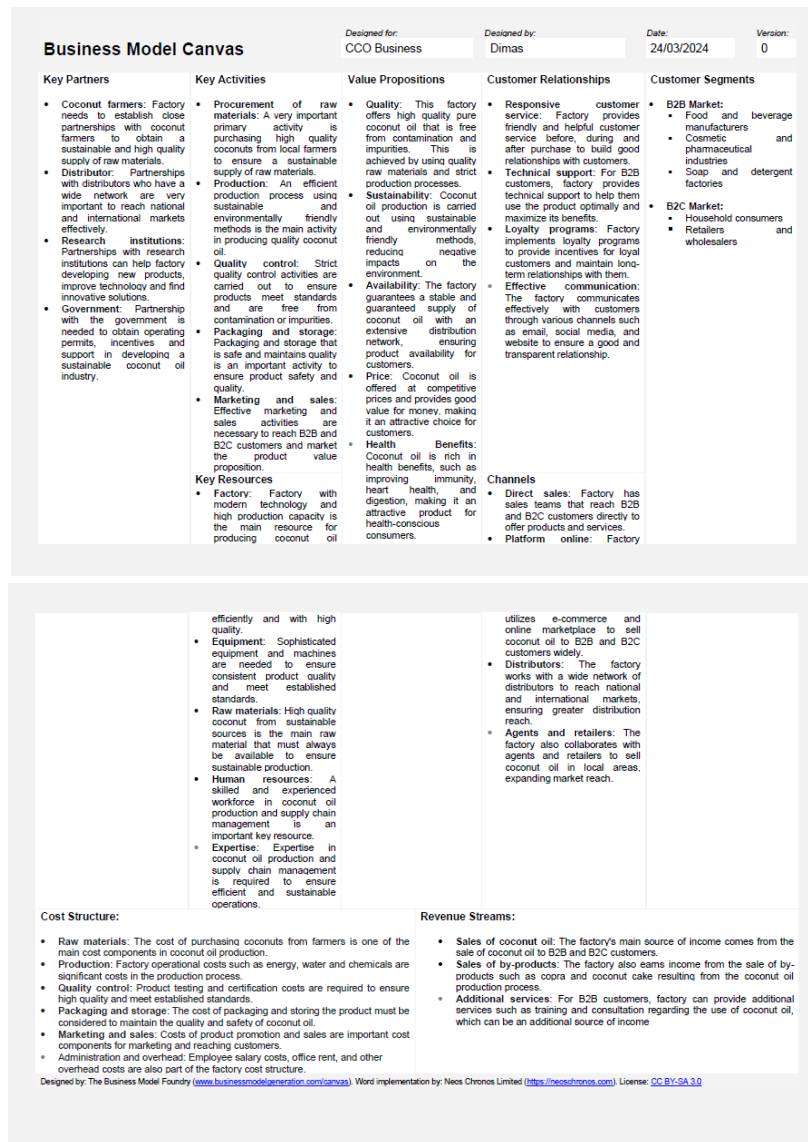 Business Model Canvas
Designed for:
CCO Business
Designed by:
Dimas
Date:
24/03/2024
Version:
0
Key Partners
• Coconut farmers: Factory
needs to establish close
partnerships with coconut
farmers to obtain a
sustainable and high quality
supply of raw materials.
• Distributor: Partnerships
with distributors who have a
wide network are very
important to reach national
and international markets
effectively.
• Research institutions:
Partnerships with research
institutions can help factory
developing new products,
improve technology and find
innovative solutions.
• Government: Partnership
with the government is
needed to obtain operating
permits, incentives and
support in developing a
sustainable coconut oil
industry.
Key Activities
• Procurement of raw
materials: A very important
primary activity is
purchasing high quality
coconuts from local farmers
to ensure a sustainable
supply of raw materials.
• Production: An efficient
production process using
sustainable and
environmentally friendly
methods is the main activity
in producing quality coconut
oil.
• Quality control: Strict
quality control activities are
carried out to ensure
products meet standards
and are free from
contamination or impurities.
• Packaging and storage:
Packaging and storage that
is safe and maintains quality
is an important activity to
ensure product safety and
quality.
• Marketing and sales:
Effective marketing and
sales activities are
necessary to reach B2B and
B2C customers and market
the product value
proposition.
Key Resources
• Factory: Factory with
modern technology and
high production capacity is
the main resource for
producing coconut oil
Value Propositions
• Quality: This factory
offers high quality pure
coconut oil that is free
from contamination and
impurities. This is
achieved by using quality
raw materials and strict
production processes.
• Sustainability: Coconut
oil production is carried
out using sustainable
and environmentally
friendly methods,
reducing negative
impacts on the
environment.
• Availability: The factory
guarantees a stable and
guaranteed supply of
coconut oil with an
extensive distribution
network, ensuring
product availability for
customers.
• Price: Coconut oil is
offered at competitive
prices and provides good
value for money, making
it an attractive choice for
customers.
• Health Benefits:
Coconut oil is rich in
health benefits, such as
improving immunity,
heart health, and
digestion, making it an
attractive product for
health-conscious
consumers.
Customer Relationships
• Responsive customer
service: Factory provides
friendly and helpful customer
service before, during and
after purchase to build good
relationships with customers.
• Technical support: For B2B
customers, factory provides
technical support to help them
use the product optimally and
maximize its benefits.
• Loyalty programs: Factory
implements loyalty programs
to provide incentives for loyal
customers and maintain long-
term relationships with them.
• Effective communication:
The factory communicates
effectively with customers
through various channels such
as email, social media, and
website to ensure a good and
transparent relationship.
Channels
• Direct sales: Factory has
sales teams that reach B2B
and B2C customers directly to
offer products and services.
• Platform online: Factory
Customer Segments
• B2B Market:
▪ Food and beverage
manufacturers
▪ Cosmetic and
pharmaceutical
industries
▪ Soap and detergent
factories
• B2C Market:
▪ Household consumers
▪ Retailers and
wholesalers
efficiently and with high
quality.
• Equipment: Sophisticated
equipment and machines
are needed to ensure
consistent product quality
and meet established
standards.
• Raw materials: High quality
coconut from sustainable
sources is the main raw
material that must always
be available to ensure
sustainable production.
• Human resources: A
skilled and experienced
workforce in coconut oil
production and supply chain
management is an
important key resource.
• Expertise: Expertise in
coconut oil production and
supply chain management
is required to ensure
efficient and sustainable
operations.
utilizes e-commerce and
online marketplace to sell
coconut oil to B2B and B2C
customers widely.
• Distributors: The factory
works with a wide network of
distributors to reach national
and international markets,
ensuring greater distribution
reach.
• Agents and retailers: The
factory also collaborates with
agents and retailers to sell
coconut oil in local areas,
expanding market reach.
Cost Structure:
• Raw materials: The cost of purchasing coconuts from farmers is one of the
main cost components in coconut oil production.
• Production: Factory operational costs such as energy, water and chemicals are
significant costs in the production process.
• Quality control: Product testing and certification costs are required to ensure
high quality and meet established standards.
• Packaging and storage: The cost of packaging and storing the product must be
considered to maintain the quality and safety of coconut oil.
• Marketing and sales: Costs of product promotion and sales are important cost
components for marketing and reaching customers.
• Administration and overhead: Employee salary costs, office rent, and other
overhead costs are also part of the factory cost structure.
Revenue Streams:
• Sales of coconut oil: The factory's main source of income comes from the
sale of coconut oil to B2B and B2C customers.
• Sales of by-products: The factory also earns income from the sale of by-
products such as copra and coconut cake resulting from the coconut oil
production process.
• Additional services: For B2B customers, factory can provide additional
services such as training and consultation regarding the use of coconut oil,
which can be an additional source of income
Designed by: The Business Model Foundry (www.businessmodelgeneration.com/canvas). Word implementation by: Neos Chronos Limited (https://neoschronos.com). License: CC BY-SA 3.0